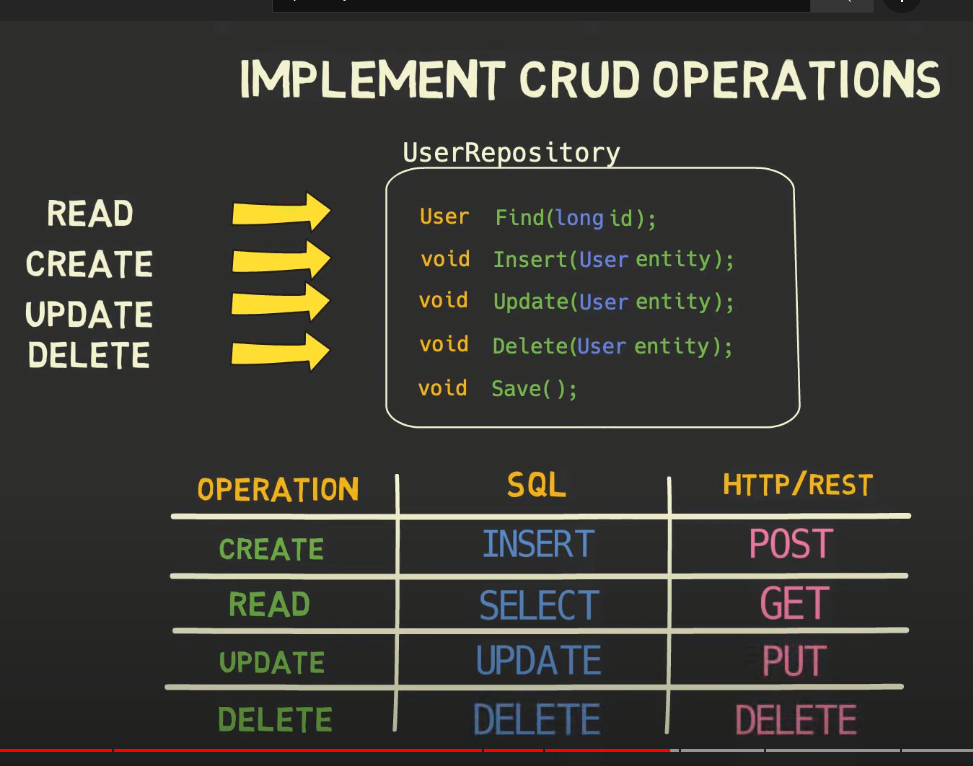 IMPLEMENT CRUD OPERATIONS
UserRepository
READ
User Find(long id);
CREATE
void Insert(User entity);
UPDATE
void Update(User entity);
DELETE
void Delete(User entity);
void Save();
OPERATION SQL HTTP/REST
CREATE INSERT POST
READ SELECT GET
UPDATE UPDATE PUT
DELETE DELETE DELETE